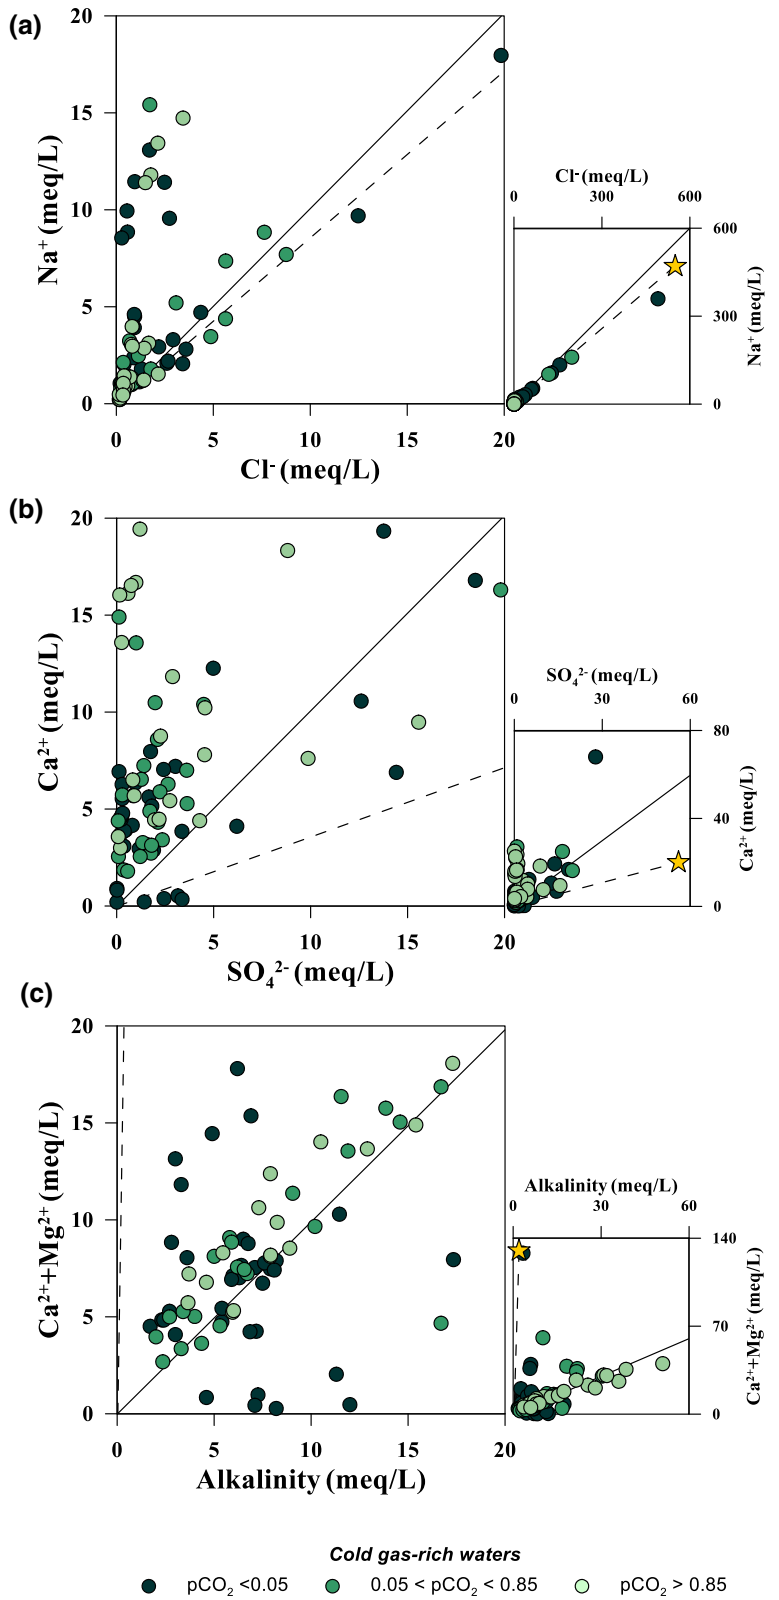 (a)
20
15
10
5
0
Na⁺ (meq/L)
0 5 10 15 20
Cl⁻ (meq/L)
Cl⁻ (meq/L)
0 300 600
600
300
0
Na⁺ (meq/L)
(b)
20
15
10
5
0
Ca²⁺ (meq/L)
0 5 10 15 20
SO₄²⁻ (meq/L)
SO₄²⁻ (meq/L)
0 30 60
80
40
0
Ca²⁺ (meq/L)
(c)
20
15
10
5
0
Ca²⁺+Mg²⁺ (meq/L)
0 5 10 15 20
Alkalinity (meq/L)
Alkalinity (meq/L)
0 30 60
140
70
0
Ca²⁺+Mg²⁺ (meq/L)
Cold gas-rich waters
pCO₂ <0.05 0.05 < pCO₂ < 0.85 pCO₂ > 0.85